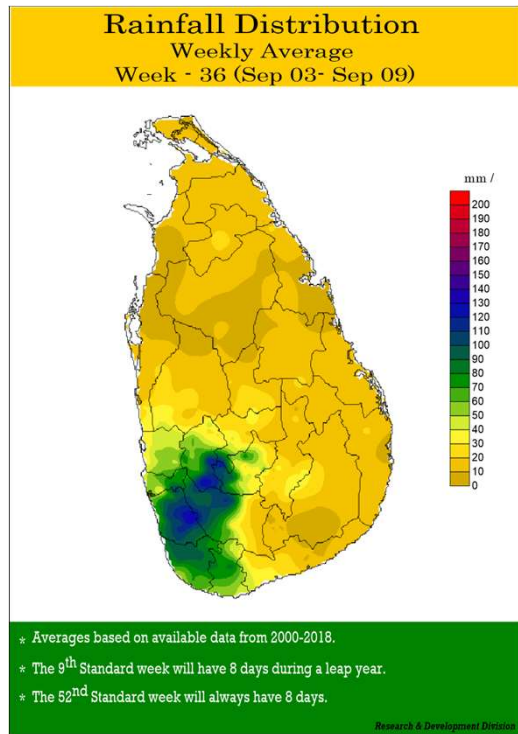 Rainfall Distribution
Weekly Average
Week - 36 (Sep 03- Sep 09)
mm /
200
190
180
170
160
150
140
130
120
110
100
90
80
70
60
50
40
30
20
10
0
* Averages based on available data from 2000-2018.
* The 9th Standard week will have 8 days during a leap year.
* The 52nd Standard week will always have 8 days.
Research & Development Division